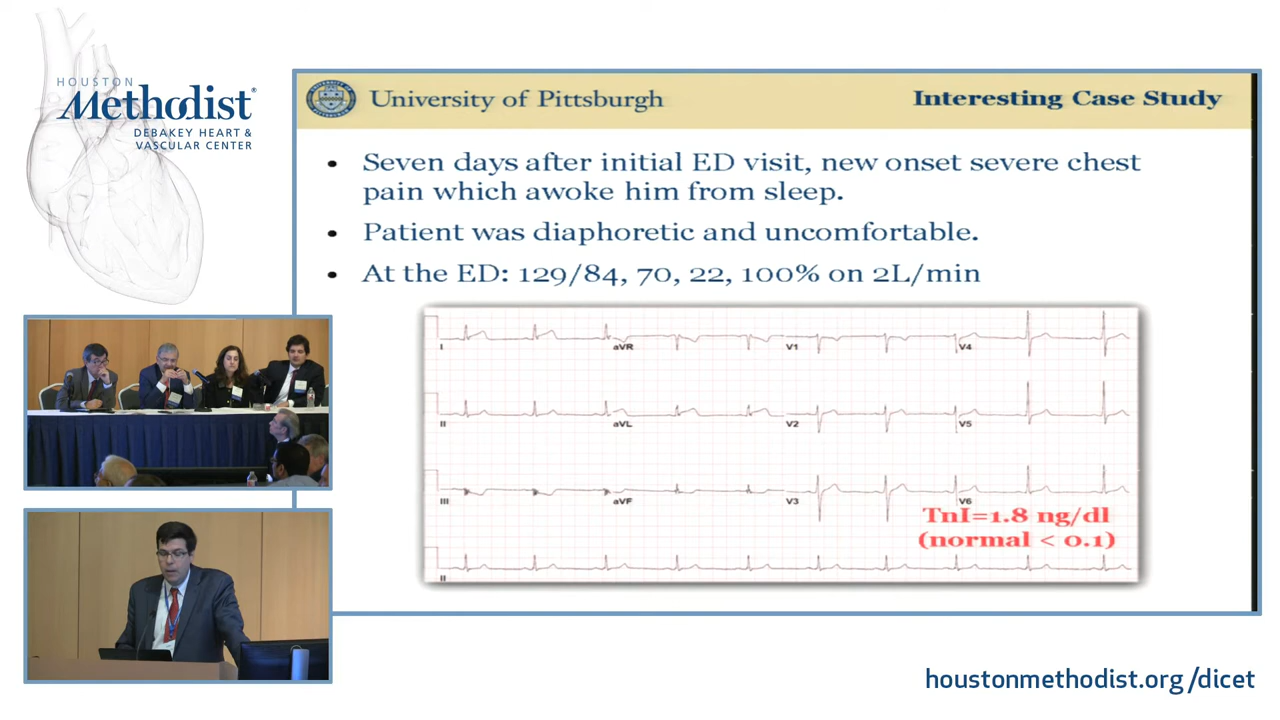 HOUSTON
Methodist®
DEBAKEY HEART &
VASCULAR CENTER
University of Pittsburgh
Interesting Case Study
• Seven days after initial ED visit, new onset severe chest
pain which awoke him from sleep.
• Patient was diaphoretic and uncomfortable.
• At the ED: 129/84, 70, 22, 100% on 2L/min
I aVR V1 V4
II aVL V2 V5
III aVF V3 V6
TnI=1.8 ng/dl
(normal < 0.1)
II
houstonmethodist.org/dicet